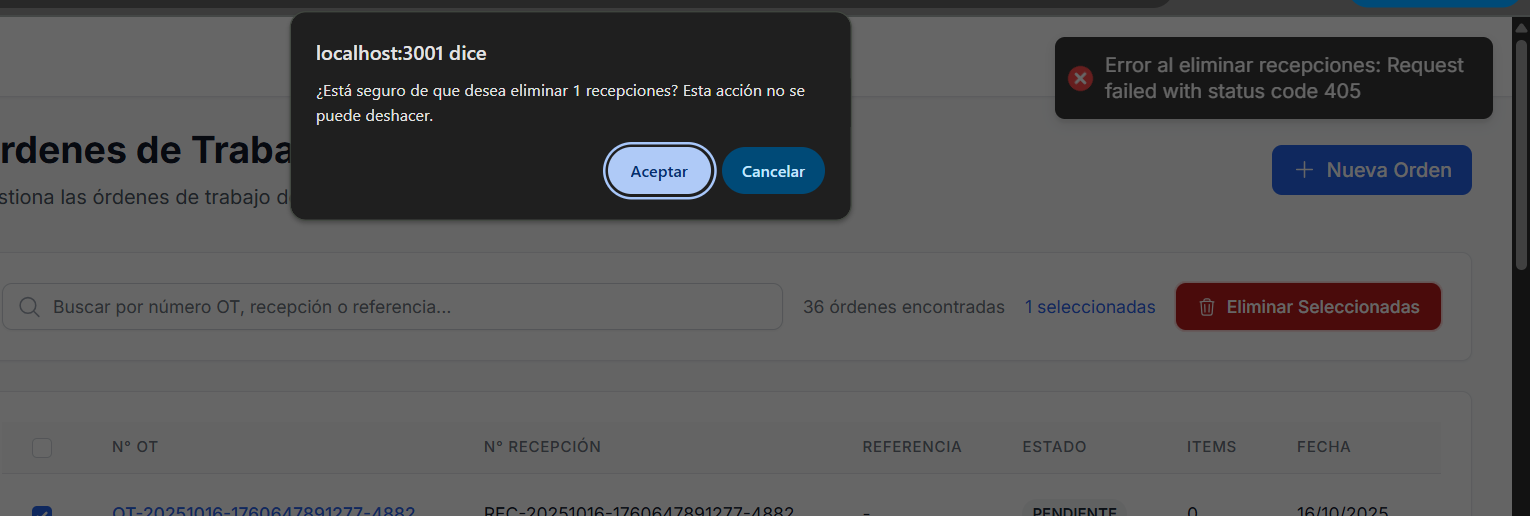 localhost:3001 dice
¿Está seguro de que desea eliminar 1 recepciones? Esta acción no se
puede deshacer.
Aceptar
Cancelar
Error al eliminar recepciones: Request
failed with status code 405
rdenes de Traba
stiona las órdenes de trabajo d
Nueva Orden
Buscar por número OT, recepción o referencia...
36 órdenes encontradas
1 seleccionadas
Eliminar Seleccionadas
N° OT
N° RECEPCIÓN
REFERENCIA
ESTADO
ITEMS
FECHA
OT-20251016-1760647891277-4882
REC-20251016-1760647891277-4882
-
PENDIENTE
0
16/10/2025